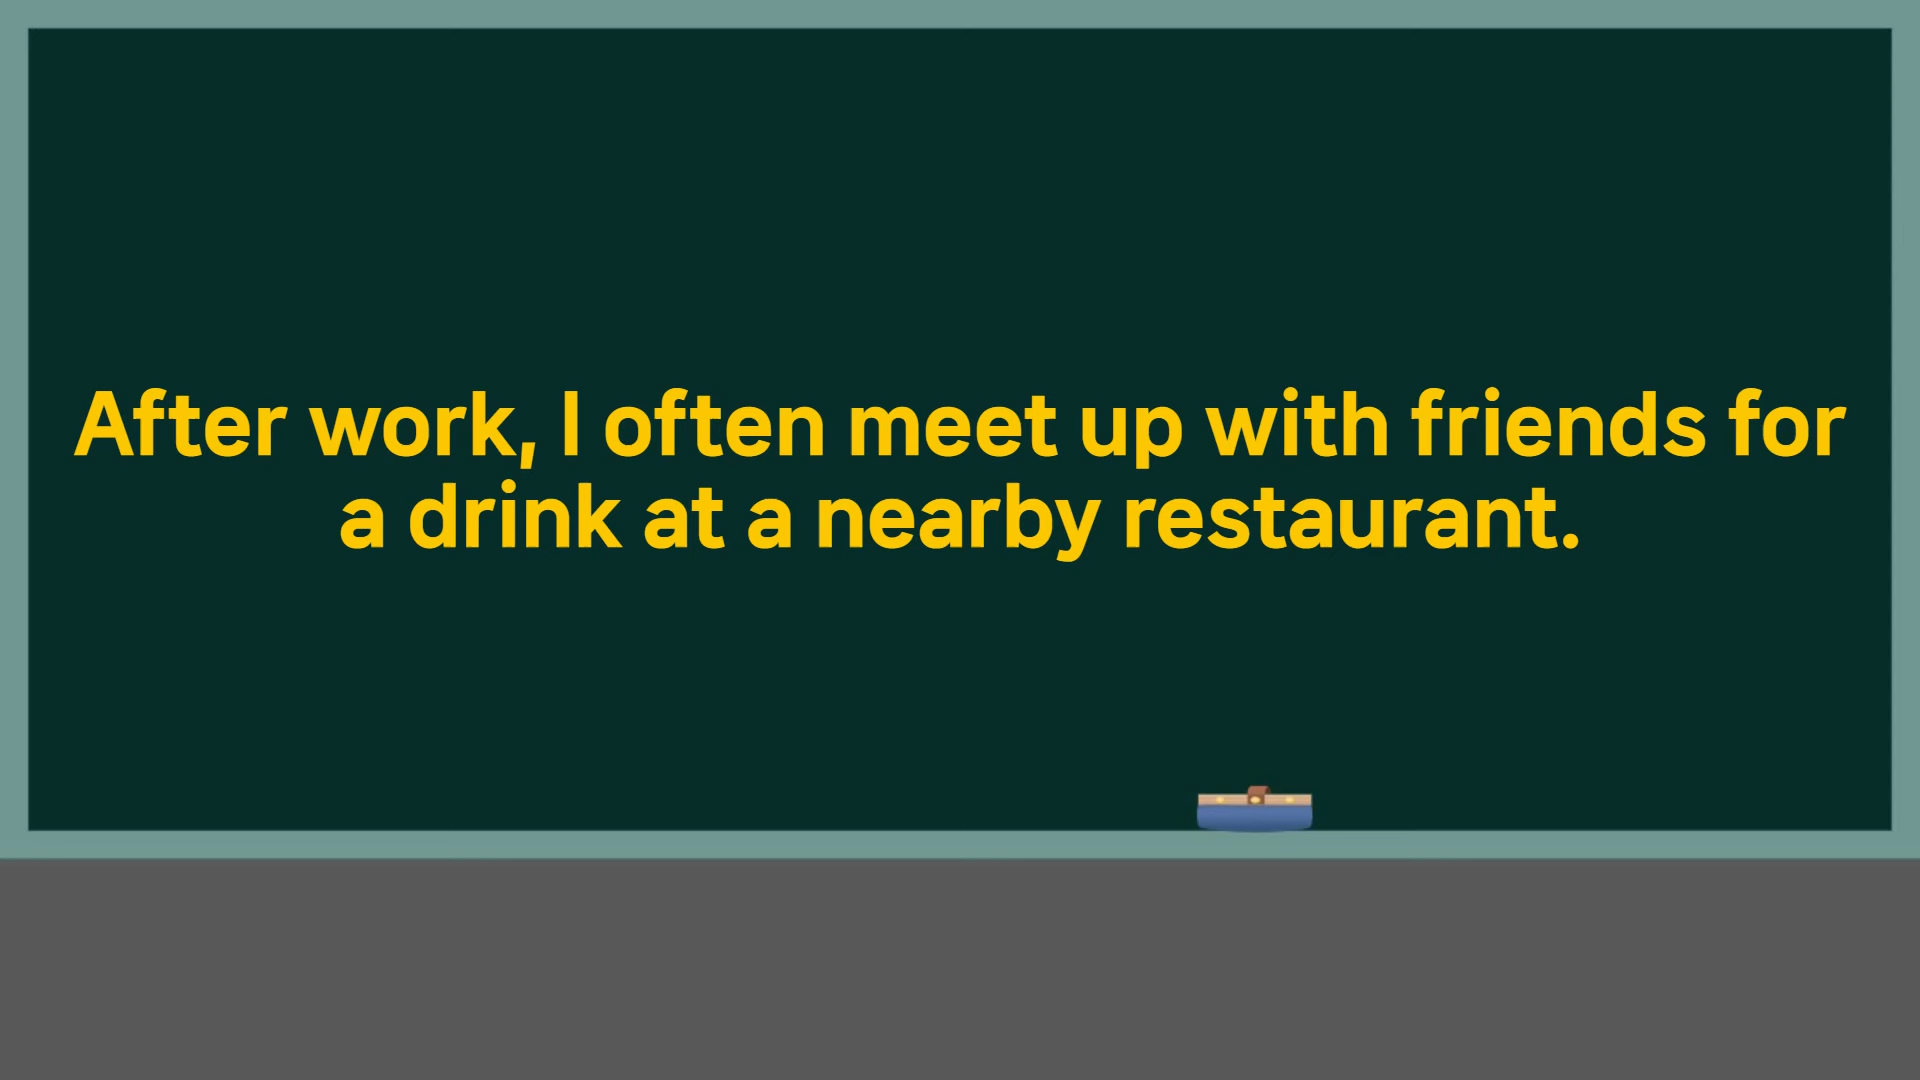 After work, I often meet up with friends for
a drink at a nearby restaurant.